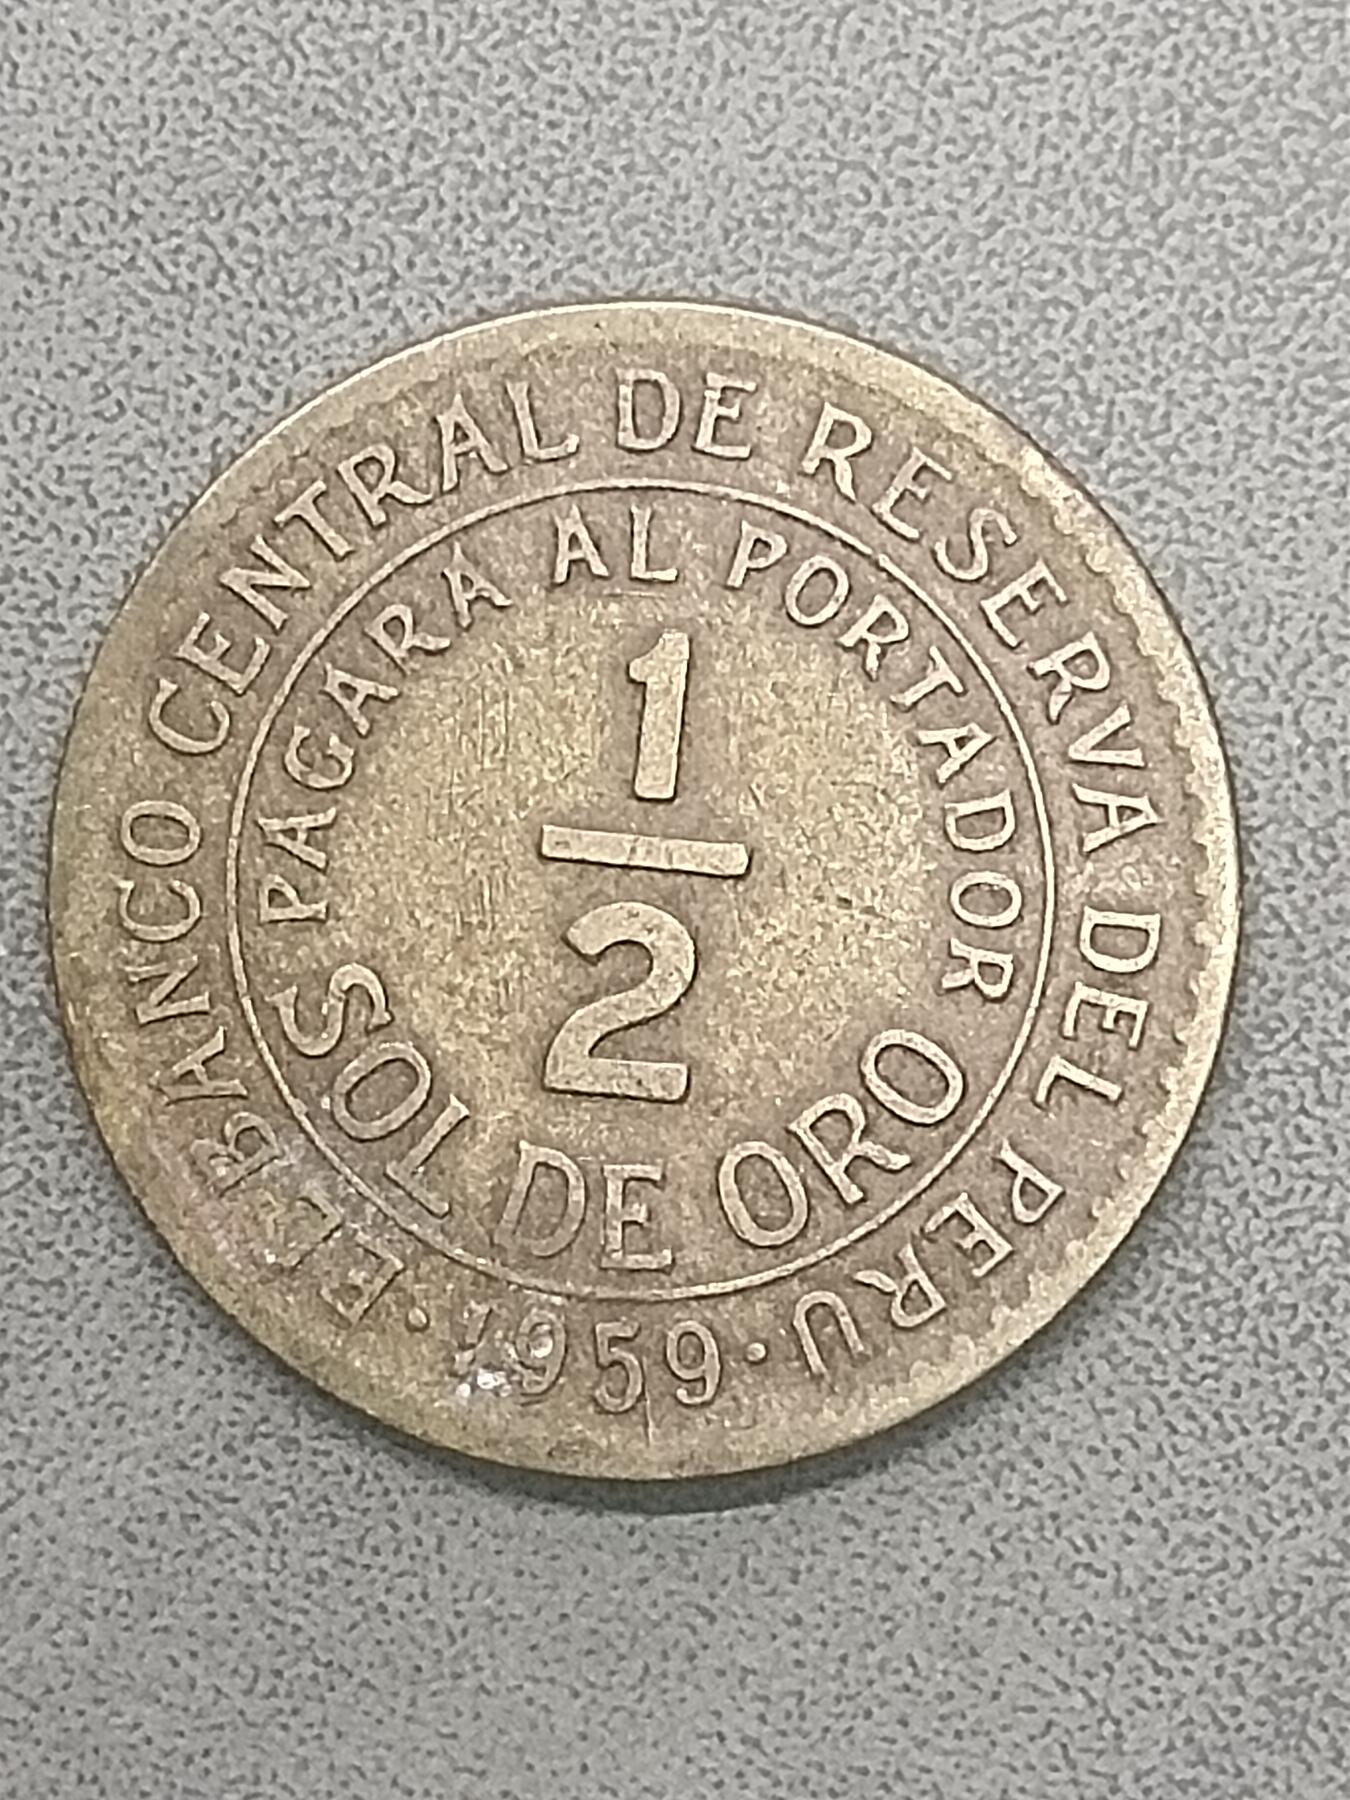 EL BANCO CENTRAL DE RESERVA DEL PERU
· 1959 ·
PAGARA AL PORTADOR
1
2
SOL DE ORO